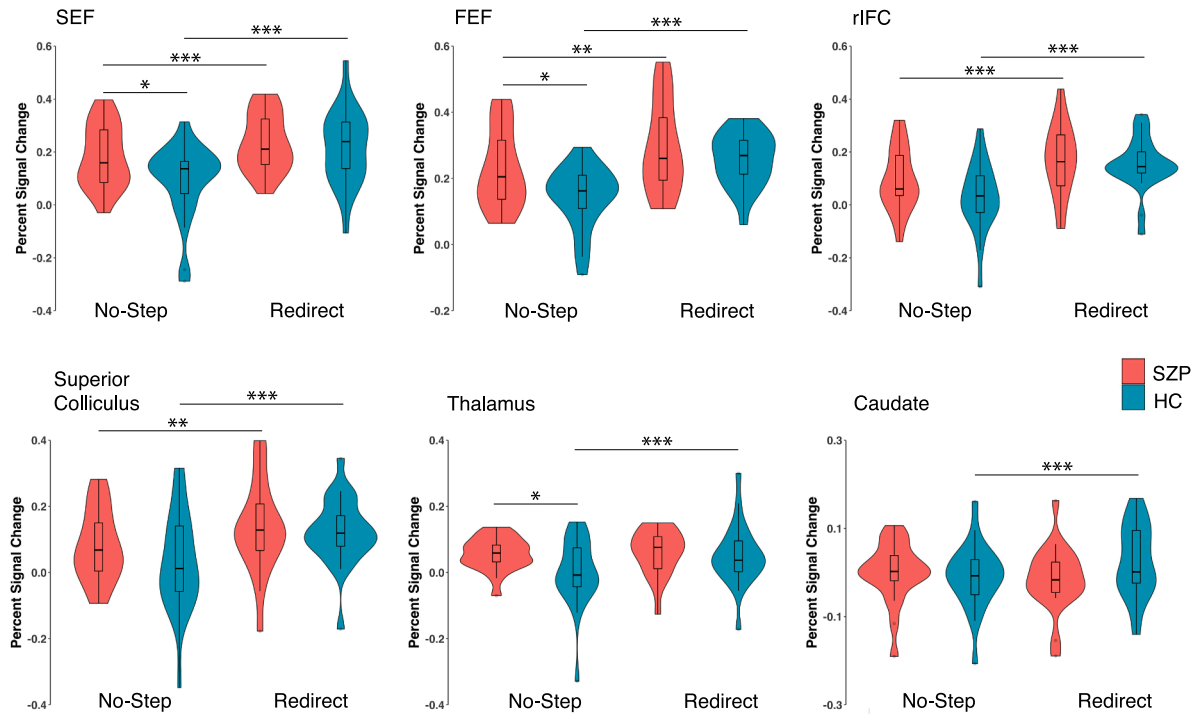 SEF
FEF
rIFC
***
***
*
***
**
*
***
***
Percent Signal Change
0.6
0.4
0.2
0.0
-0.2
-0.4
No-Step
Redirect
Percent Signal Change
0.6
0.4
0.2
0.0
-0.2
No-Step
Redirect
Percent Signal Change
0.6
0.4
0.2
0.0
-0.2
-0.4
No-Step
Redirect
SZP
HC
Superior
Colliculus
***
**
Percent Signal Change
0.4
0.2
0.0
-0.2
-0.4
No-Step
Redirect
Thalamus
***
*
Percent Signal Change
0.4
0.2
0.0
-0.2
-0.4
No-Step
Redirect
Caudate
***
Percent Signal Change
0.3
0.1
-0.1
-0.3
No-Step
Redirect